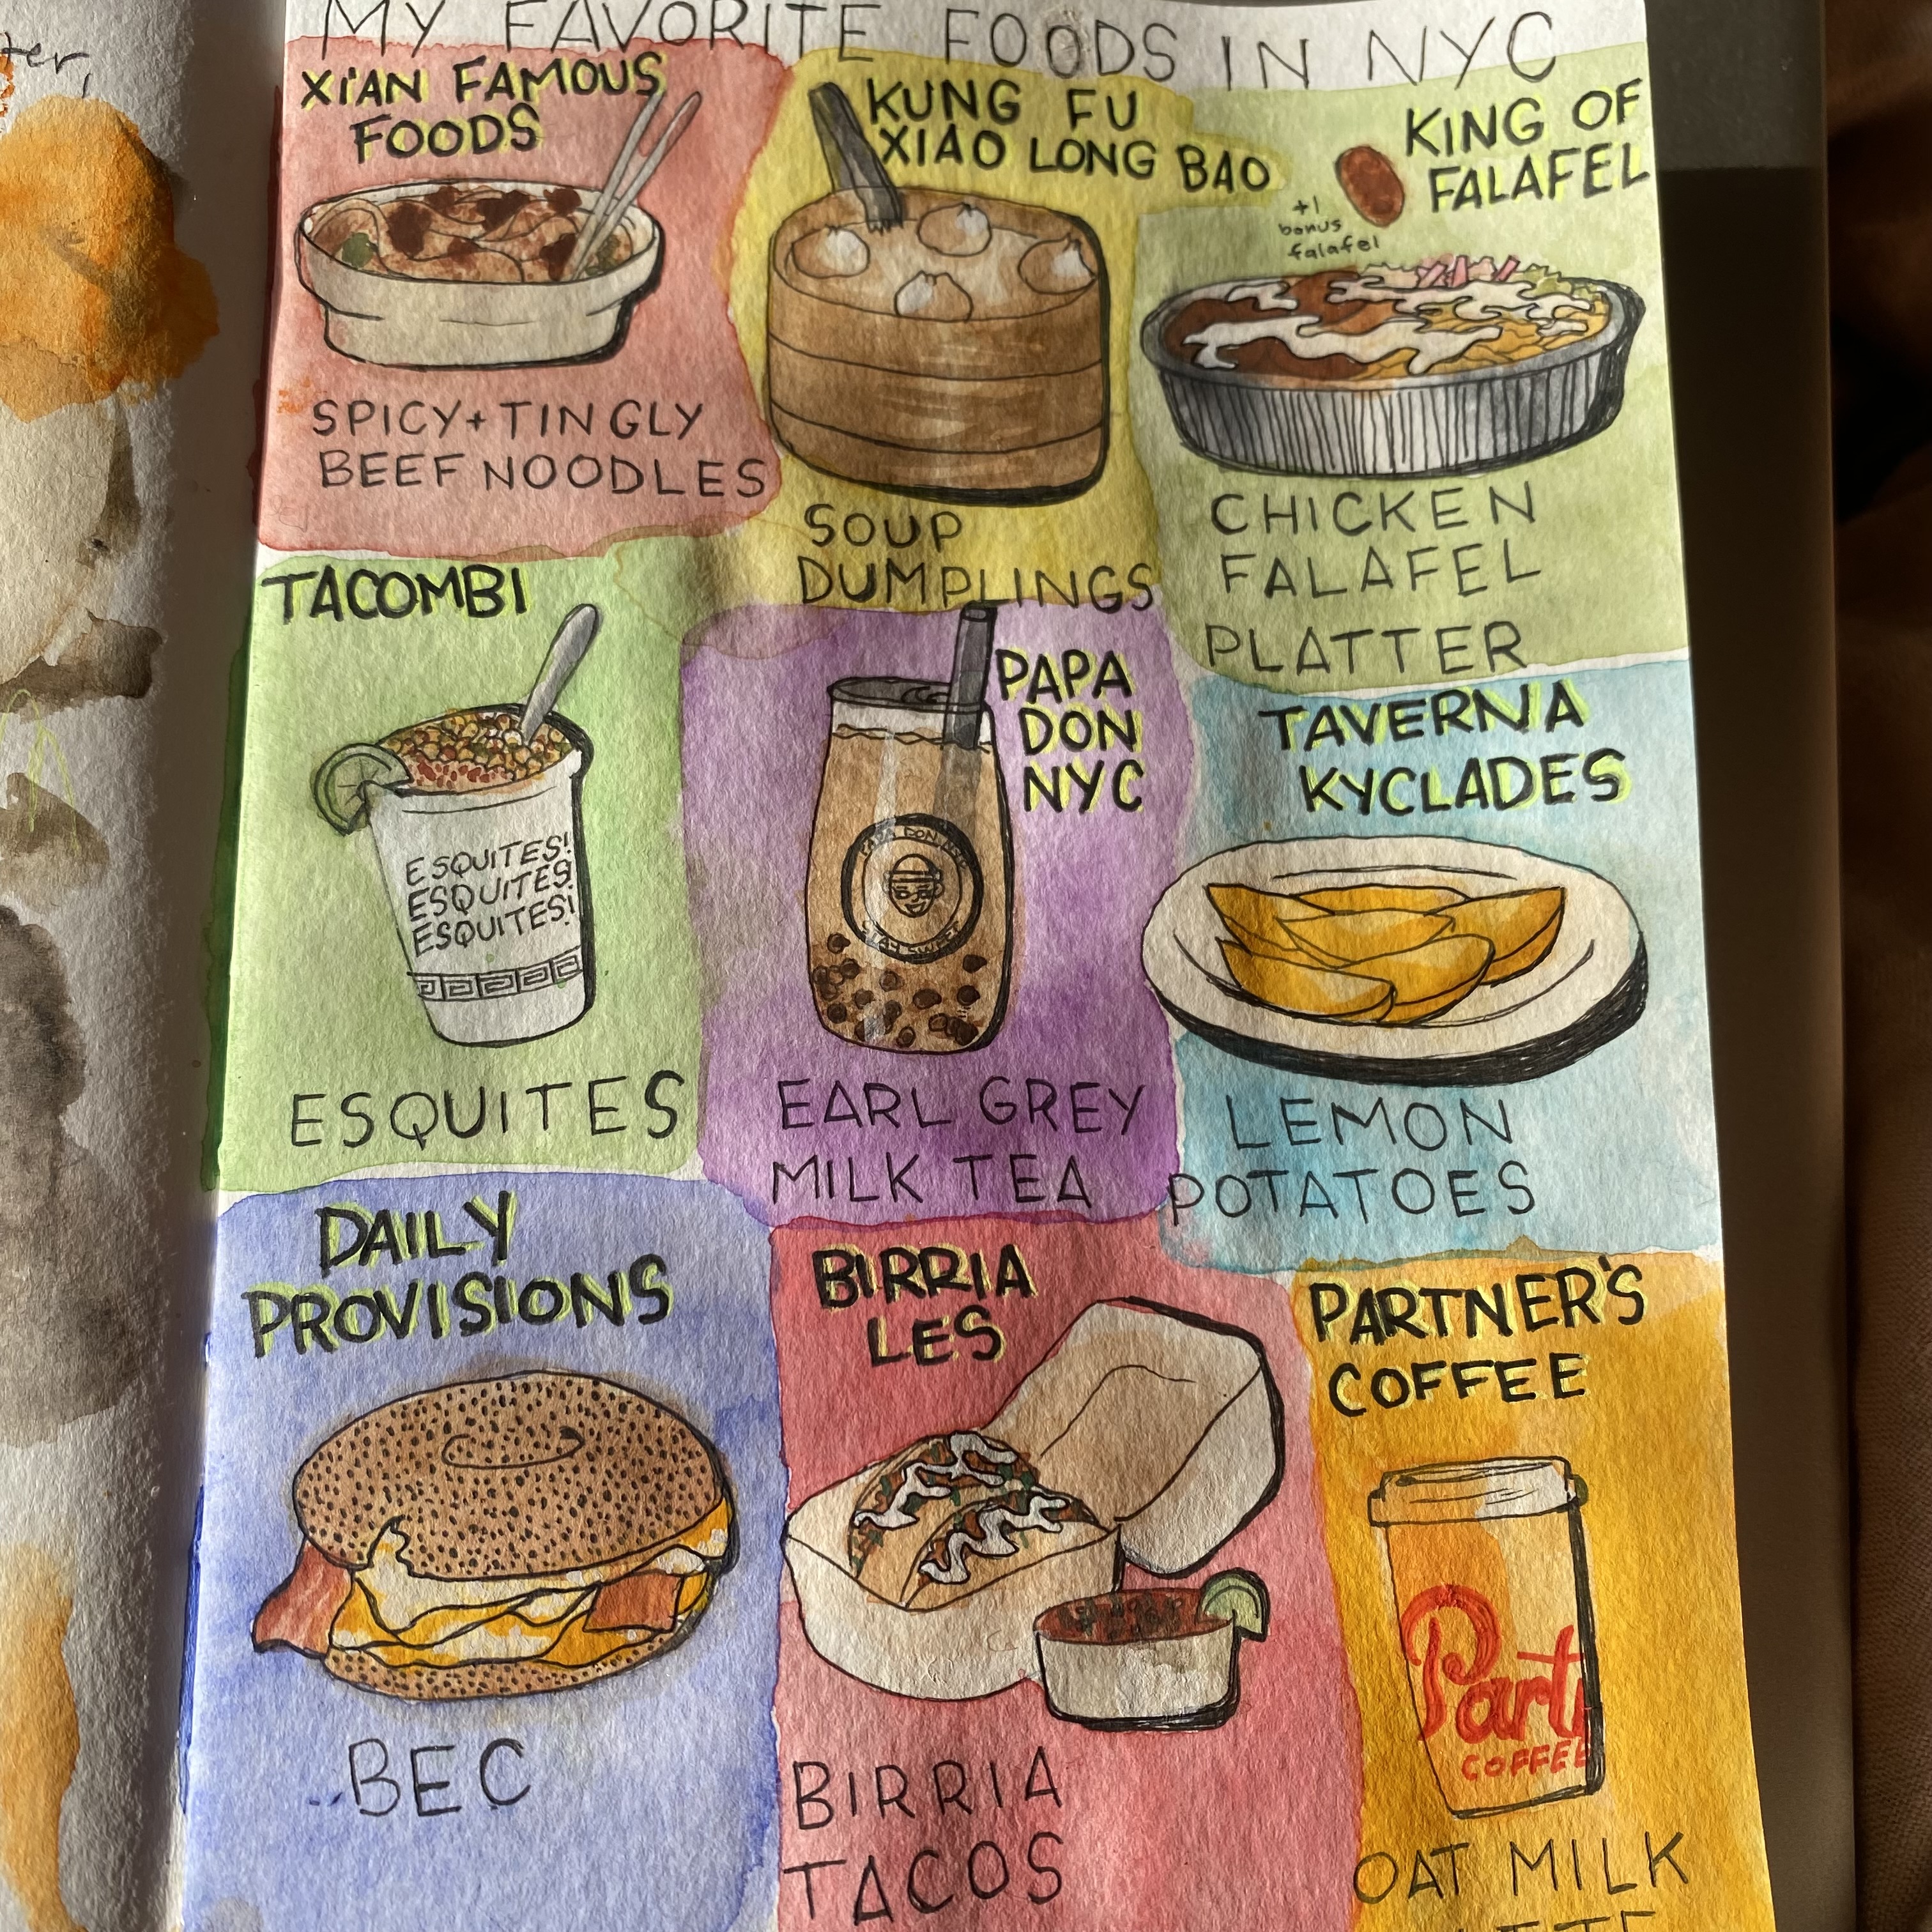 MY FAVORITE FOODS IN NYC
XI'AN FAMOUS
FOODS
SPICY + TINGLY
BEEF NOODLES
KUNG FU
XIAO LONG BAO
SOUP
DUMPLINGS
KING OF
FALAFEL
+1
bonus
falafel
CHICKEN
FALAFEL
PLATTER
TACOMBI
ESQUITES!
ESQUITES!
ESQUITES!
ESQUITES
PAPA
DON
NYC
PAPA DON
STAY SWEET
EARL GREY
MILK TEA
TAVERNA
KYCLADES
LEMON
POTATOES
DAILY
PROVISIONS
BEC
BIRRIA
LES
BIRRIA
TACOS
PARTNER'S
COFFEE
Part
COFFEE
OAT MILK